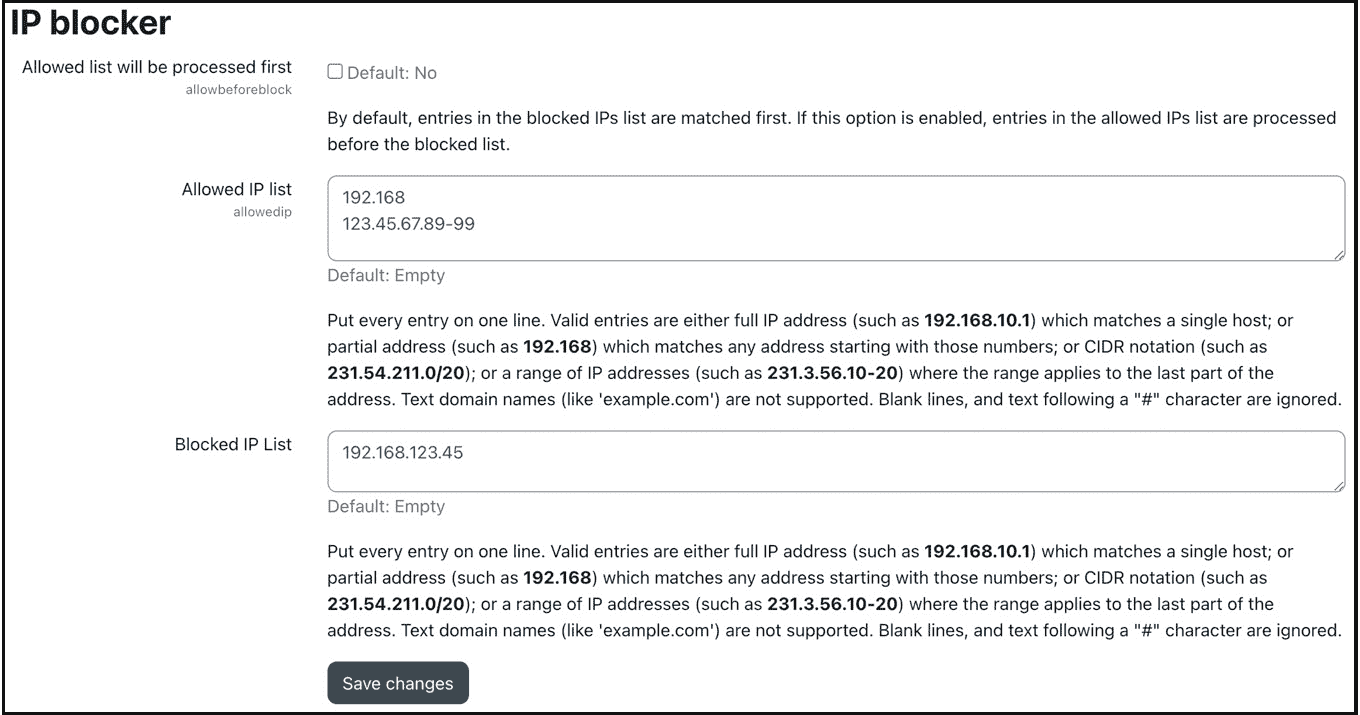 IP blocker
Allowed list will be processed first
allowbeforeblock
Default: No
By default, entries in the blocked IPs list are matched first. If this option is enabled, entries in the allowed IPs list are processed
before the blocked list.
Allowed IP list
allowedip
192.168
123.45.67.89-99
Default: Empty
Put every entry on one line. Valid entries are either full IP address (such as 192.168.10.1) which matches a single host; or
partial address (such as 192.168) which matches any address starting with those numbers; or CIDR notation (such as
231.54.211.0/20); or a range of IP addresses (such as 231.3.56.10-20) where the range applies to the last part of the
address. Text domain names (like 'example.com') are not supported. Blank lines, and text following a "#" character are ignored.
Blocked IP List
192.168.123.45
Default: Empty
Put every entry on one line. Valid entries are either full IP address (such as 192.168.10.1) which matches a single host; or
partial address (such as 192.168) which matches any address starting with those numbers; or CIDR notation (such as
231.54.211.0/20); or a range of IP addresses (such as 231.3.56.10-20) where the range applies to the last part of the
address. Text domain names (like 'example.com') are not supported. Blank lines, and text following a "#" character are ignored.
Save changes